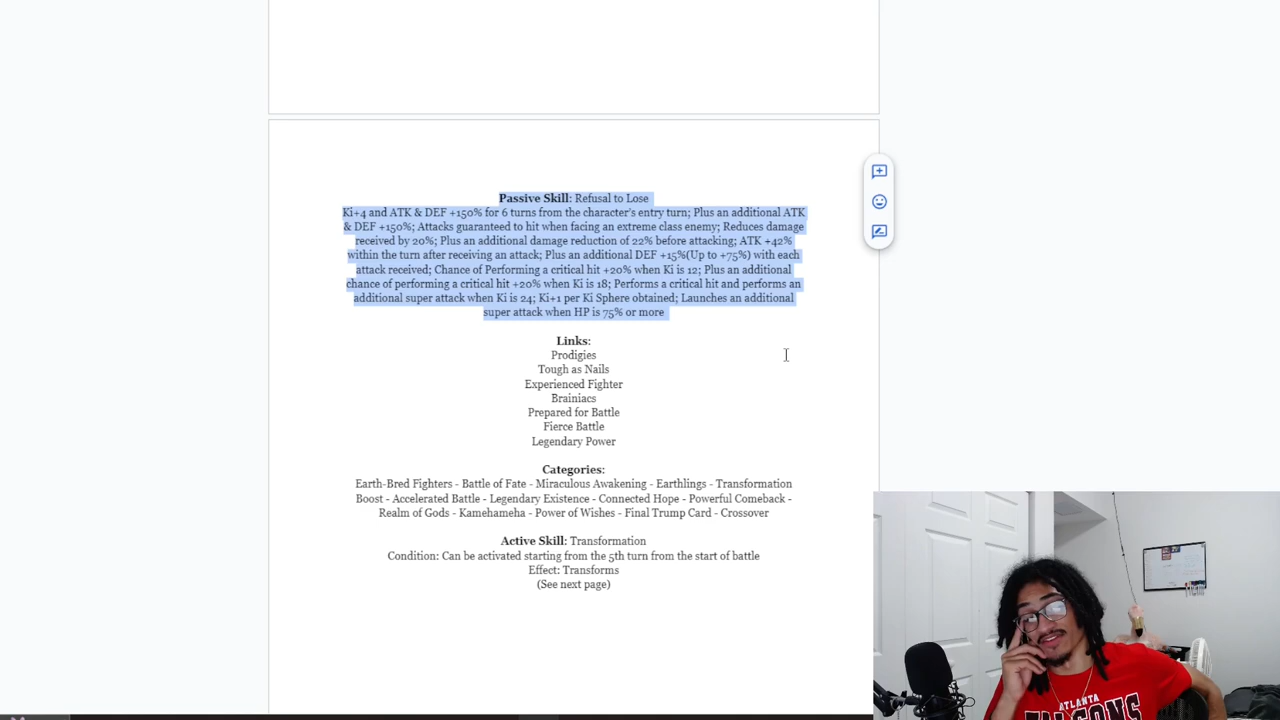 Passive Skill: Refusal to Lose
Ki+4 and ATK & DEF +150% for 6 turns from the character's entry turn; Plus an additional ATK
& DEF +150%; Attacks guaranteed to hit when facing an extreme class enemy; Reduces damage
received by 20%; Plus an additional damage reduction of 22% before attacking; ATK +42%
within the turn after receiving an attack; Plus an additional DEF +15%(Up to +75%) with each
attack received; Chance of Performing a critical hit +20% when Ki is 12; Plus an additional
chance of performing a critical hit +20% when Ki is 18; Performs a critical hit and performs an
additional super attack when Ki is 24; Ki+1 per Ki Sphere obtained; Launches an additional
super attack when HP is 75% or more
Links:
Prodigies
Tough as Nails
Experienced Fighter
Brainiacs
Prepared for Battle
Fierce Battle
Legendary Power
Categories:
Earth-Bred Fighters - Battle of Fate - Miraculous Awakening - Earthlings - Transformation
Boost - Accelerated Battle - Legendary Existence - Connected Hope - Powerful Comeback -
Realm of Gods - Kamehameha - Power of Wishes - Final Trump Card - Crossover
Active Skill: Transformation
Condition: Can be activated starting from the 5th turn from the start of battle
Effect: Transforms
(See next page)
ATLANTA
FALCONS